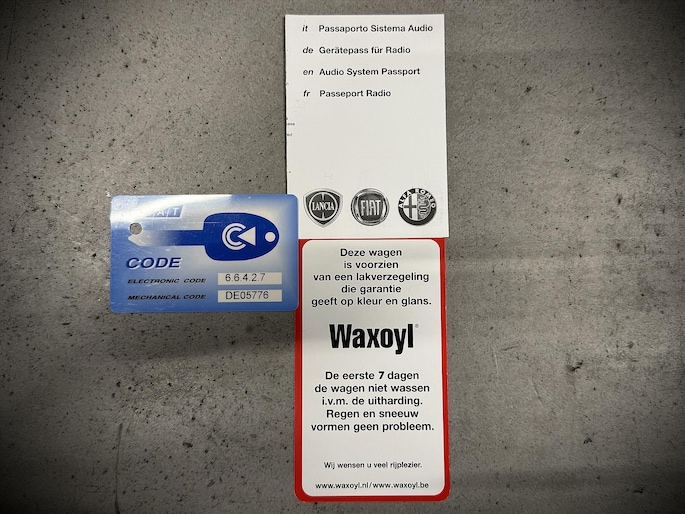 it Passaporto Sistema Audio
de Gerätepass für Radio
en Audio System Passport
fr Passeport Radio
LANCIA
FIAT
ALFA ROMEO
CODE
ELECTRONIC CODE 6.6.4.2.7
MECHANICAL CODE DE05776
Deze wagen
is voorzien
van een lakverzegeling
die garantie
geeft op kleur en glans.
Waxoyl®
De eerste 7 dagen
de wagen niet wassen
i.v.m. de uitharding.
Regen en sneeuw
vormen geen probleem.
Wij wensen u veel rijplezier.
www.waxoyl.nl/www.waxoyl.be